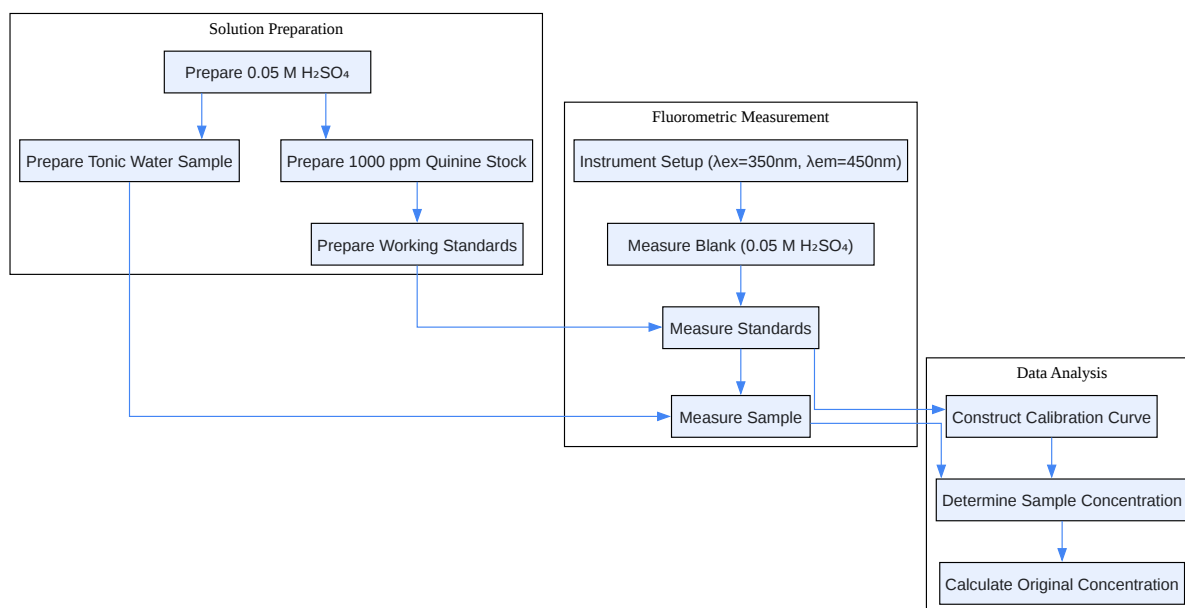 Solution Preparation
Prepare 0.05 M H₂SO₄
Prepare Tonic Water Sample
Prepare 1000 ppm Quinine Stock
Prepare Working Standards
Fluorometric Measurement
Instrument Setup (λex=350nm, λem=450nm)
Measure Blank (0.05 M H₂SO₄)
Measure Standards
Measure Sample
Data Analysis
Construct Calibration Curve
Determine Sample Concentration
Calculate Original Concentration